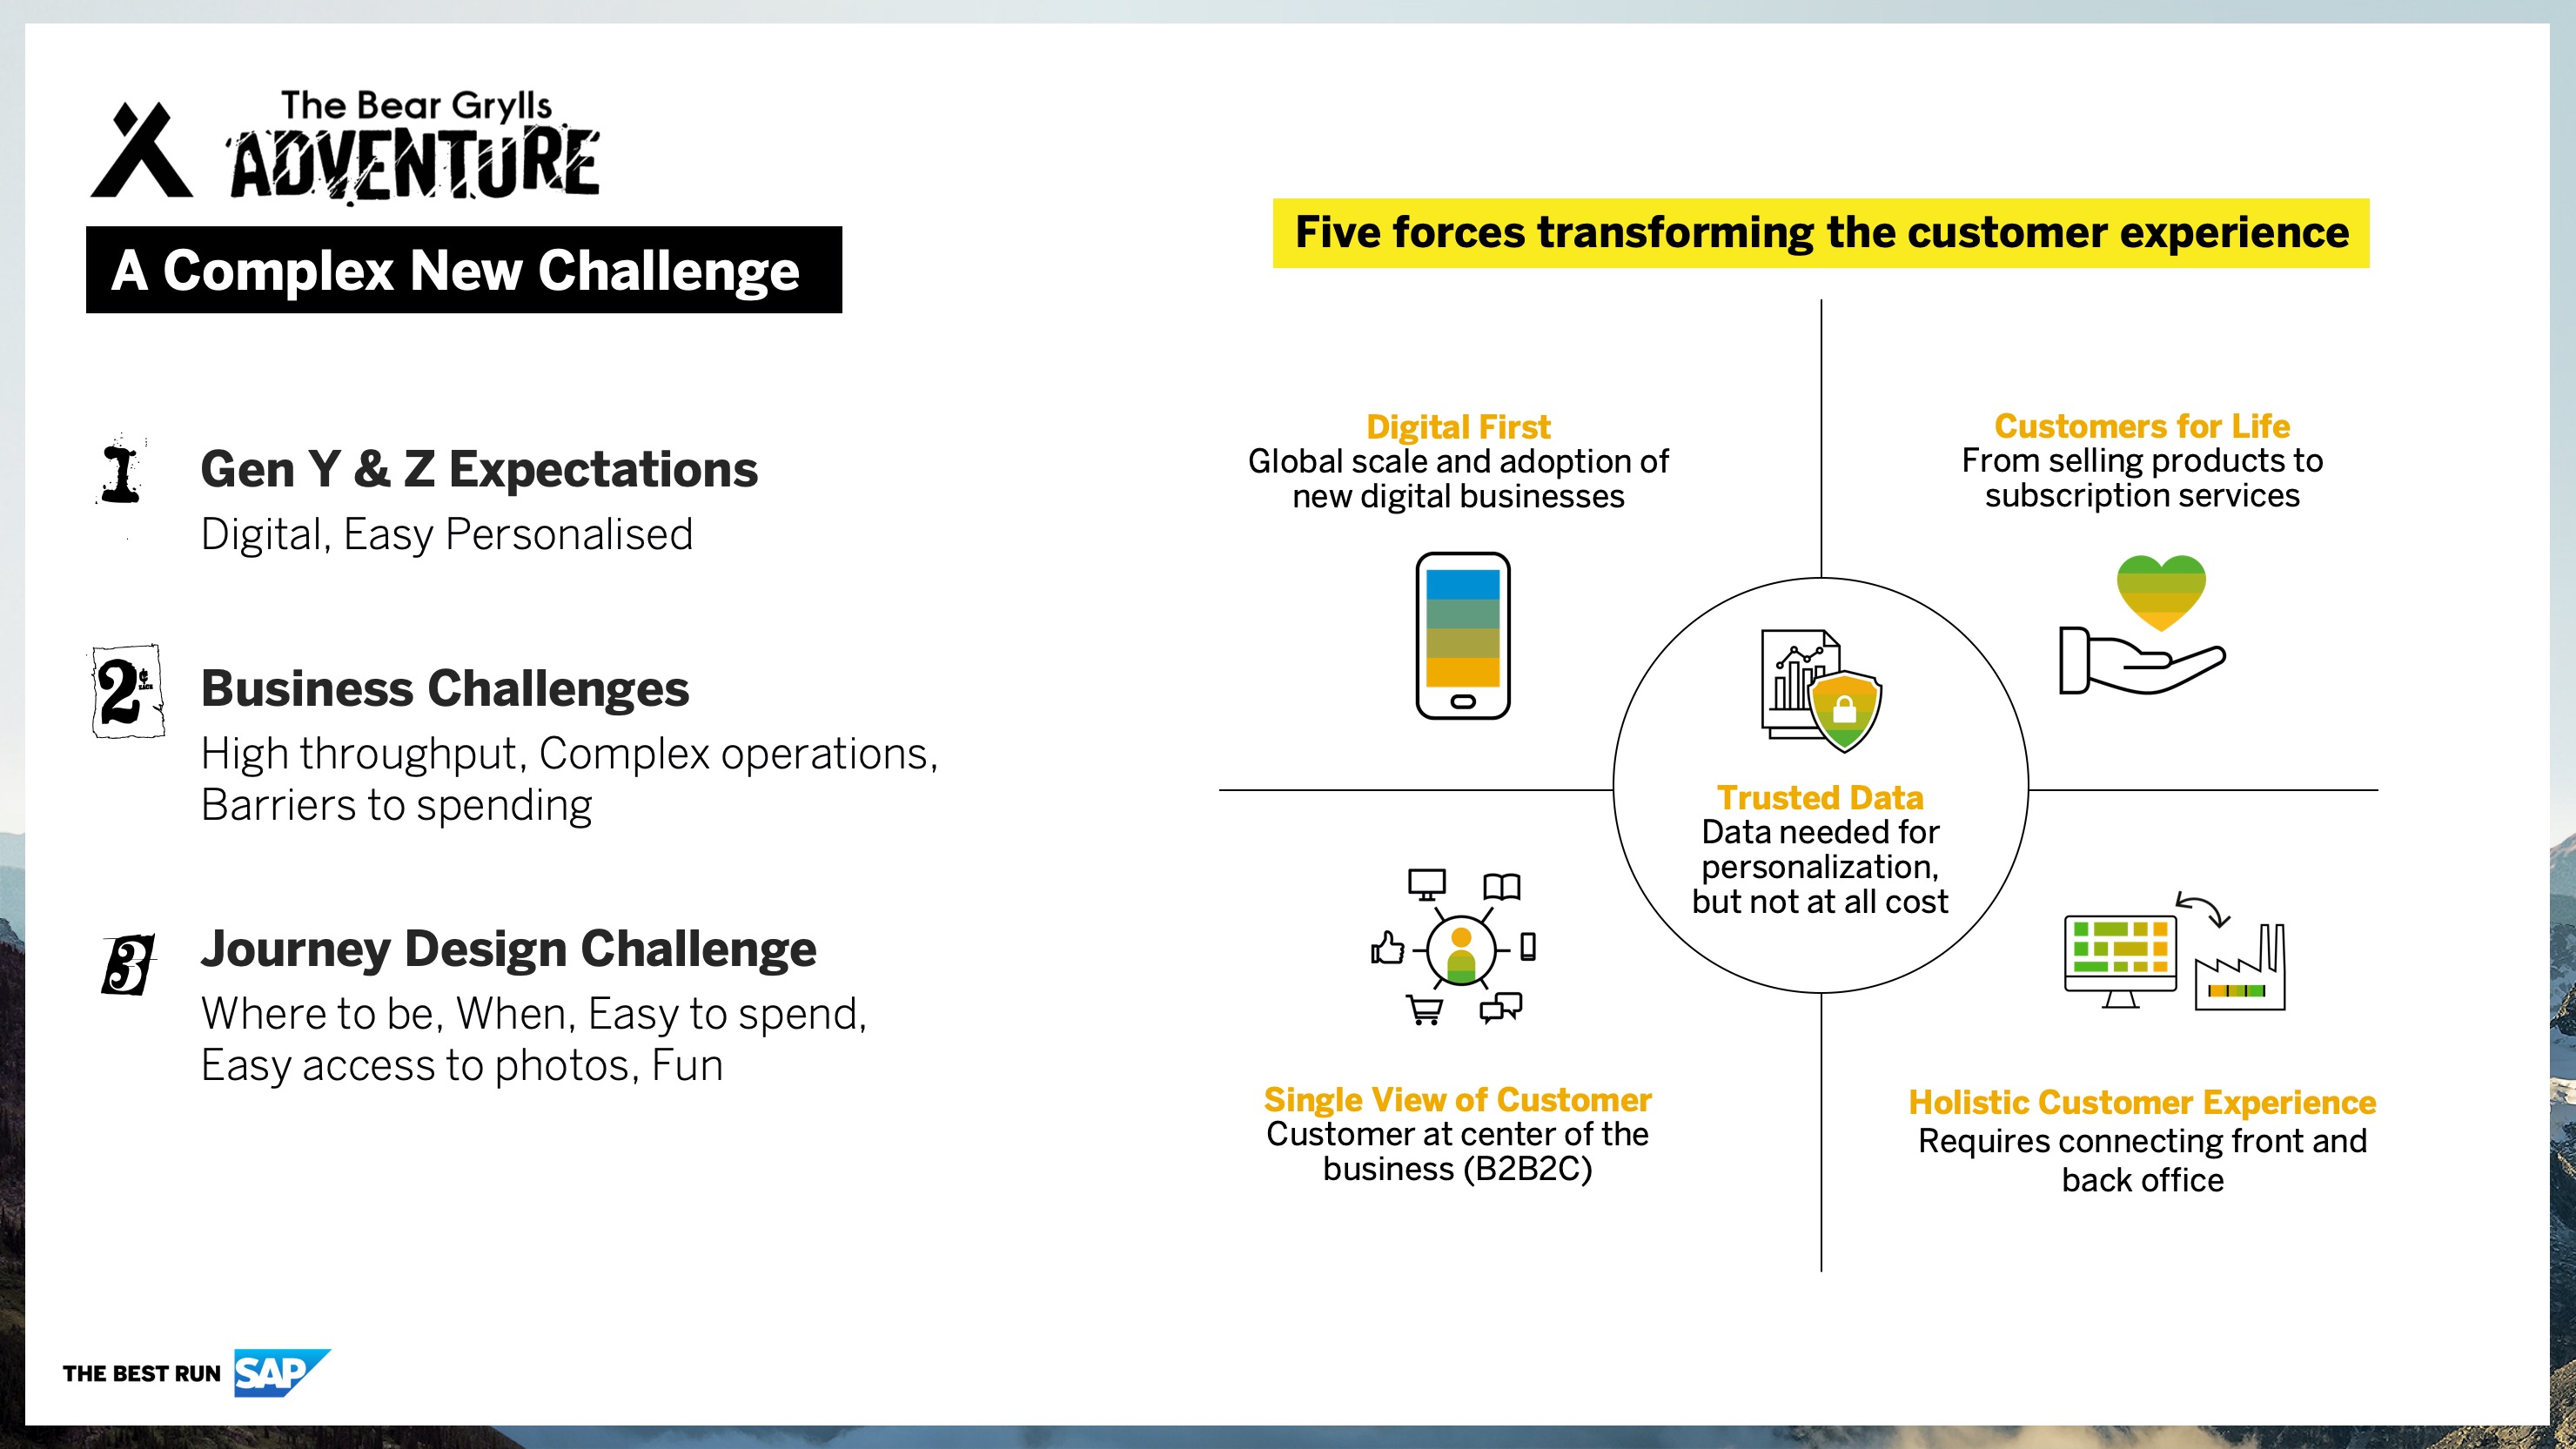 The Bear Grylls
ADVENTURE
A Complex New Challenge
1
Gen Y & Z Expectations
Digital, Easy Personalised
2¢
EACH
Business Challenges
High throughput, Complex operations,
Barriers to spending
3
Journey Design Challenge
Where to be, When, Easy to spend,
Easy access to photos, Fun
Five forces transforming the customer experience
Digital First
Global scale and adoption of
new digital businesses
Customers for Life
From selling products to
subscription services
Trusted Data
Data needed for
personalization,
but not at all cost
Single View of Customer
Customer at center of the
business (B2B2C)
Holistic Customer Experience
Requires connecting front and
back office
THE BEST RUN SAP